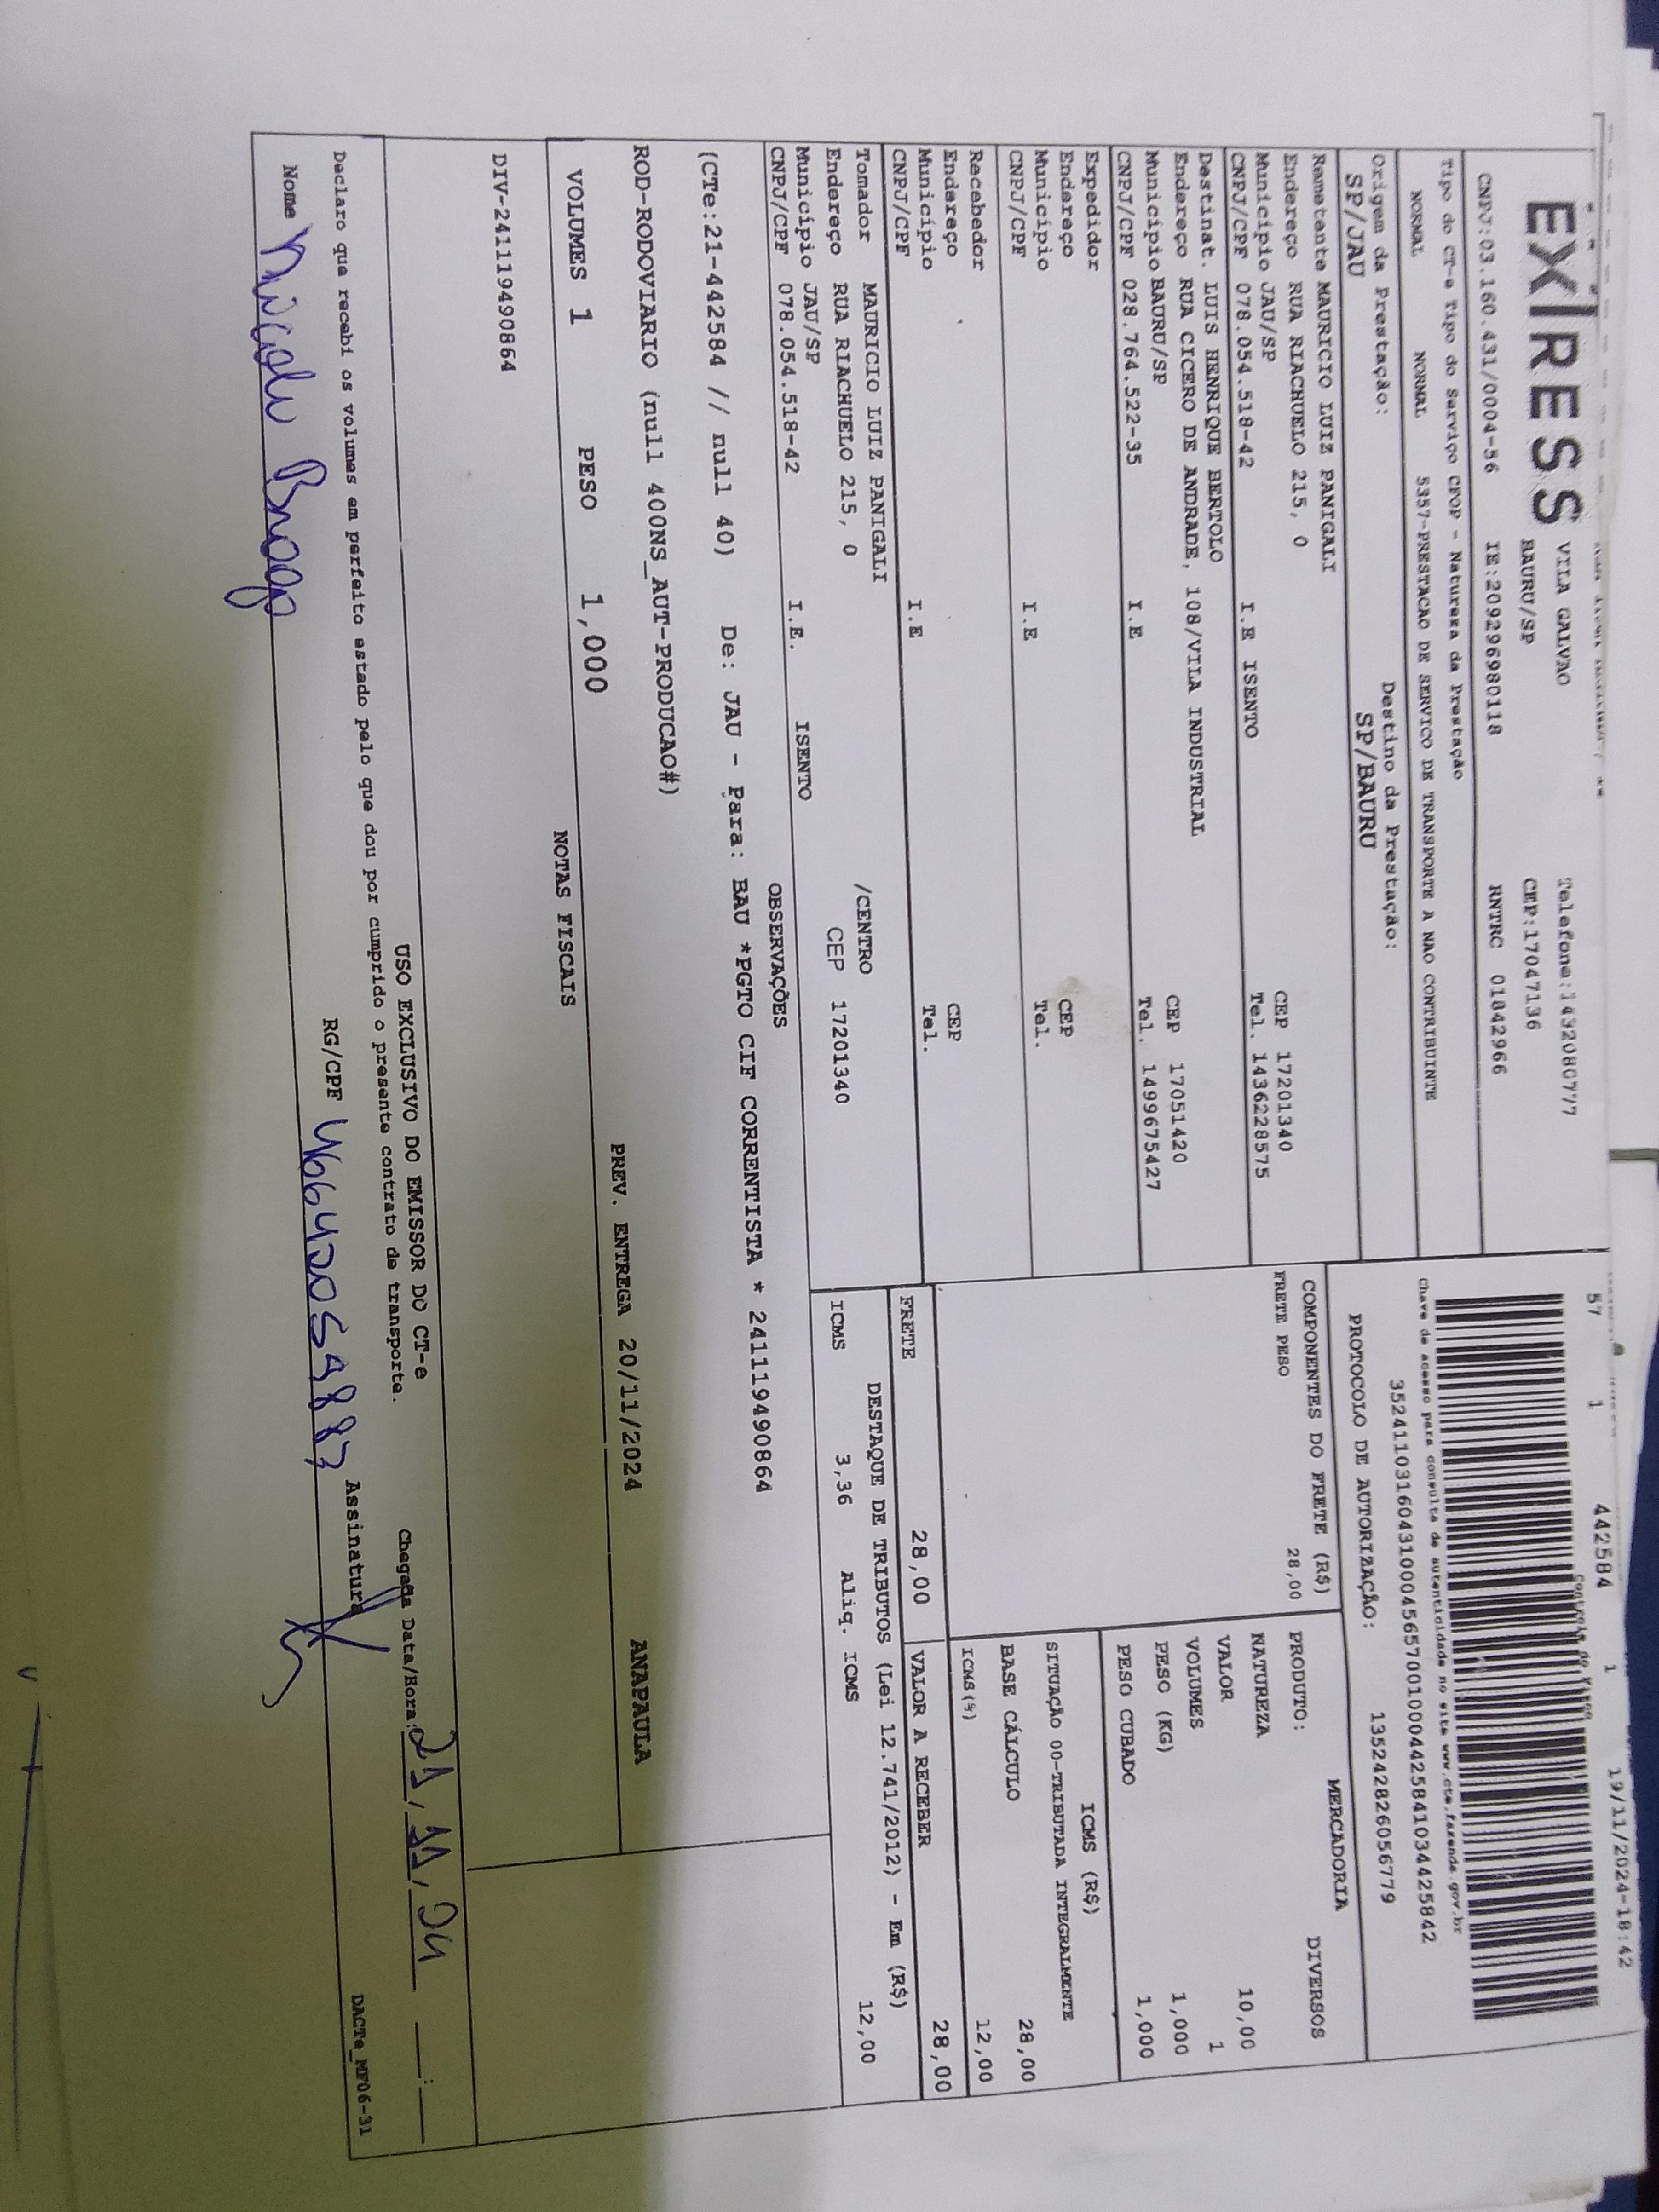 57 1 442584 1 19/11/2024-18:42
EXPRESS
VILA GALVAO Telefone:1432080777
BAURU/SP CEP:17047136
CNPJ:03.160.431/0004-56 IE:209296980118 RNTRC 01842966
Controle do Fisco
Tipo do CT-e Tipo do Serviço CFOP - Natureza da Prestação
NORMAL NORMAL 5357-PRESTACAO DE SERVICO DE TRANSPORTE A NAO CONTRIBUINTE
Chave de acesso para consulta de autenticidade no site www.cte.fazenda.gov.br
35241103160431000456570010004425841034425842
Origem da Prestação: Destino da Prestação:
SP/JAU SP/BAURU
PROTOCOLO DE AUTORIZAÇÃO: 135242826056779
Remetente MAURICIO LUIZ PANIGALI
Endereço RUA RIACHUELO 215, 0 CEP 17201340
Município JAU/SP Tel. 1436228575
CNPJ/CPF 078.054.518-42 I.E ISENTO
Destinat. LUIS HENRIQUE BERTOLO
Endereço RUA CICERO DE ANDRADE, 108/VILA INDUSTRIAL CEP 17051420
Município BAURU/SP Tel. 1499675427
CNPJ/CPF 028.764.522-35 I.E
Expedidor
Endereço CEP
Município Tel.
CNPJ/CPF I.E
Recebedor
Endereço CEP
Município Tel.
CNPJ/CPF I.E
Tomador MAURICIO LUIZ PANIGALI /CENTRO
Endereço RUA RIACHUELO 215, 0 CEP 17201340
Município JAU/SP
CNPJ/CPF 078.054.518-42 I.E. ISENTO
COMPONENTES DO FRETE (R$)
FRETE PESO 28,00
MERCADORIA
PRODUTO: DIVERSOS
NATUREZA
VALOR 10,00
VOLUMES 1
PESO (KG) 1,000
PESO CUBADO 1,000
ICMS (R$)
SITUAÇÃO 00-TRIBUTADA INTEGRALMENTE
BASE CÁLCULO 28,00
ICMS(%) 12,00
FRETE 28,00 VALOR A RECEBER 28,00
DESTAQUE DE TRIBUTOS (Lei 12.741/2012) - Em (R$)
ICMS 3,36 Aliq. ICMS 12,00
OBSERVAÇÕES
(CTe:21-442584 // null 40) De: JAU - Para: BAU *PGTO CIF CORRENTISTA * 241119490864
ROD-RODOVIARIO (null 400NS_AUT-PRODUCAO#)
PREV. ENTREGA 20/11/2024 ANAPAULA
VOLUMES 1 PESO 1,000
NOTAS FISCAIS
DIV-241119490864
USO EXCLUSIVO DO EMISSOR DO CT-e
Declaro que recebi os volumes em perfeito estado pelo que dou por cumprido o presente contrato de transporte.
Chegada Data/Hora: 21/11/24 __:__
Nome Nicolu Braga RG/CPF 46642005983 Assinatura
DACTe_MF06-31